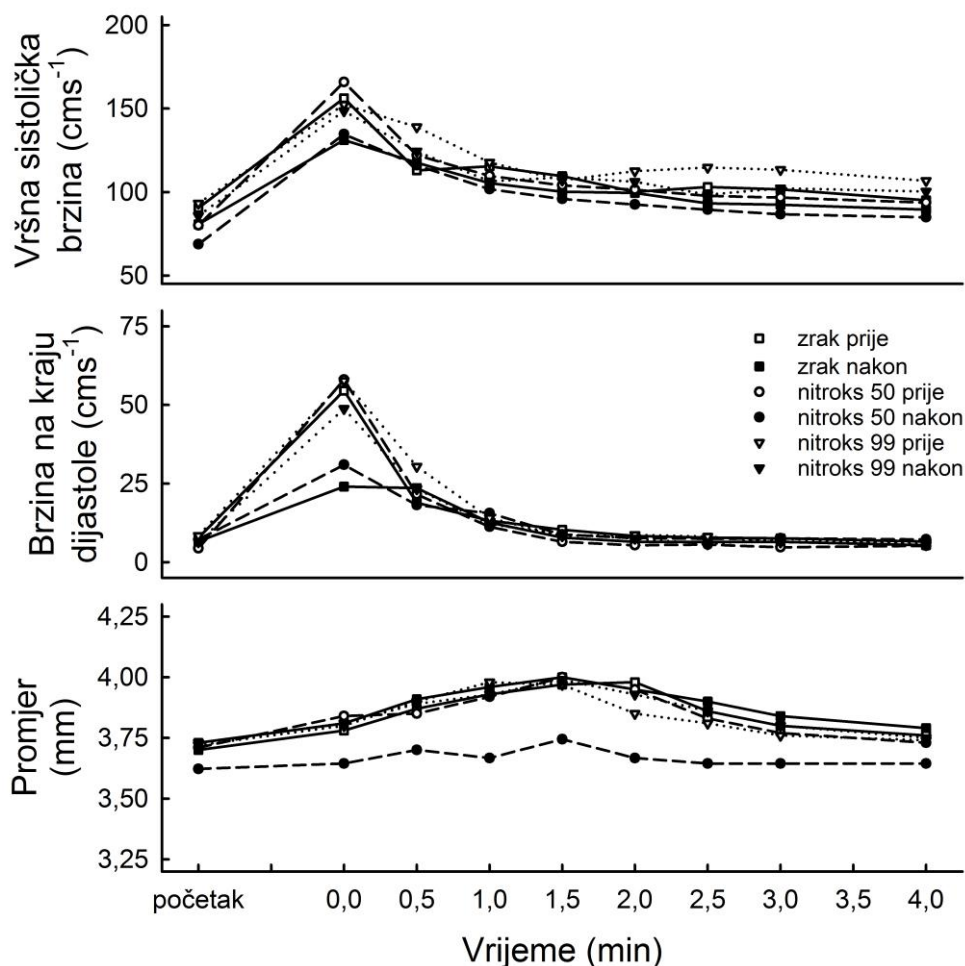 Vršna sistolička
brzina (cms⁻¹)
200
150
100
50
Brzina na kraju
dijastole (cms⁻¹)
75
50
25
0
zrak prije
zrak nakon
nitroks 50 prije
nitroks 50 nakon
nitroks 99 prije
nitroks 99 nakon
Promjer
(mm)
4,25
4,00
3,75
3,50
3,25
početak 0,0 0,5 1,0 1,5 2,0 2,5 3,0 3,5 4,0
Vrijeme (min)